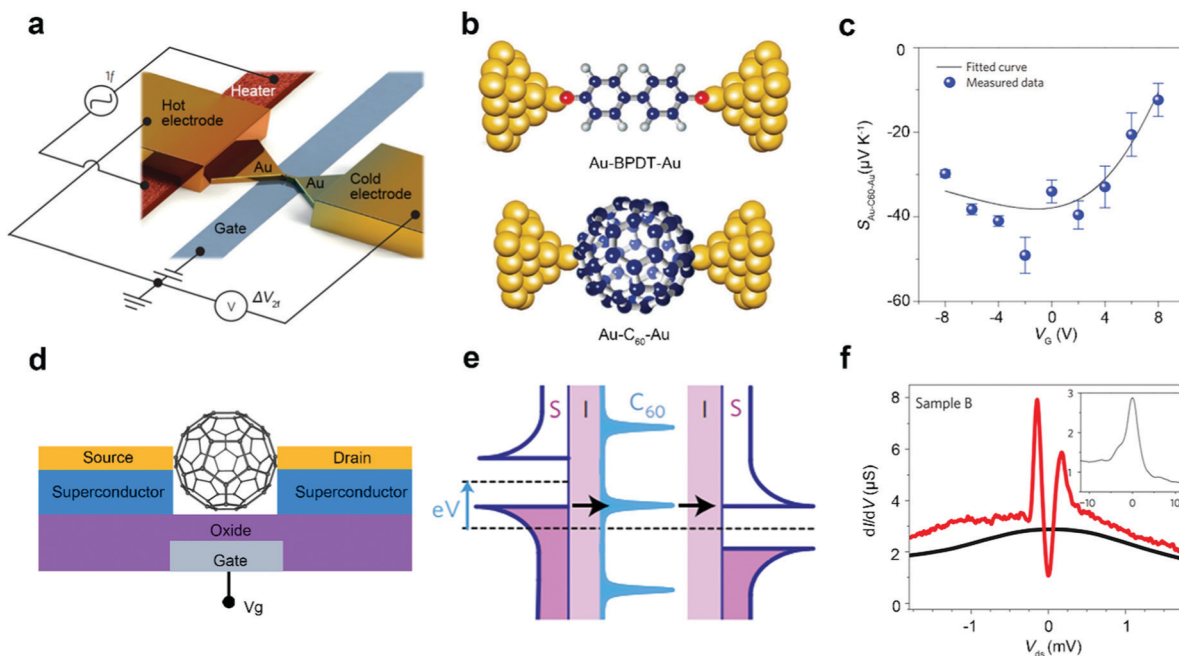 a
1f
Heater
Hot
electrode
Au
Au
Cold
electrode
Gate
V
ΔV2f
b
Au-BPDT-Au
Au-C60-Au
c
0
-20
-40
-60
Fitted curve
Measured data
SAu-C60-Au(μV K⁻¹)
-8
-4
0
4
8
VG (V)
d
Source
Drain
Superconductor
Superconductor
Oxide
Gate
Vg
e
S
I
C60
I
S
eV
f
Sample B
8
6
4
2
0
dI/dV (μS)
-1
0
1
Vds (mV)
3
2
1
-10
0
10